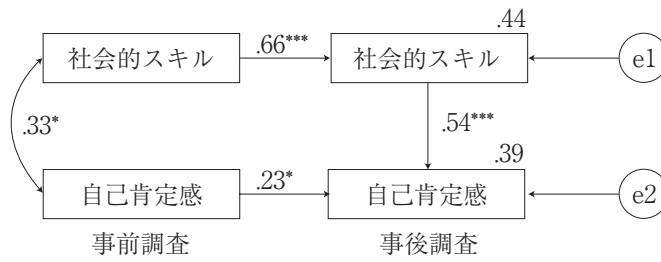 .44
社会的スキル .66*** 社会的スキル e1
.33* .54***
.39
自己肯定感 .23* 自己肯定感 e2
事前調査 事後調査